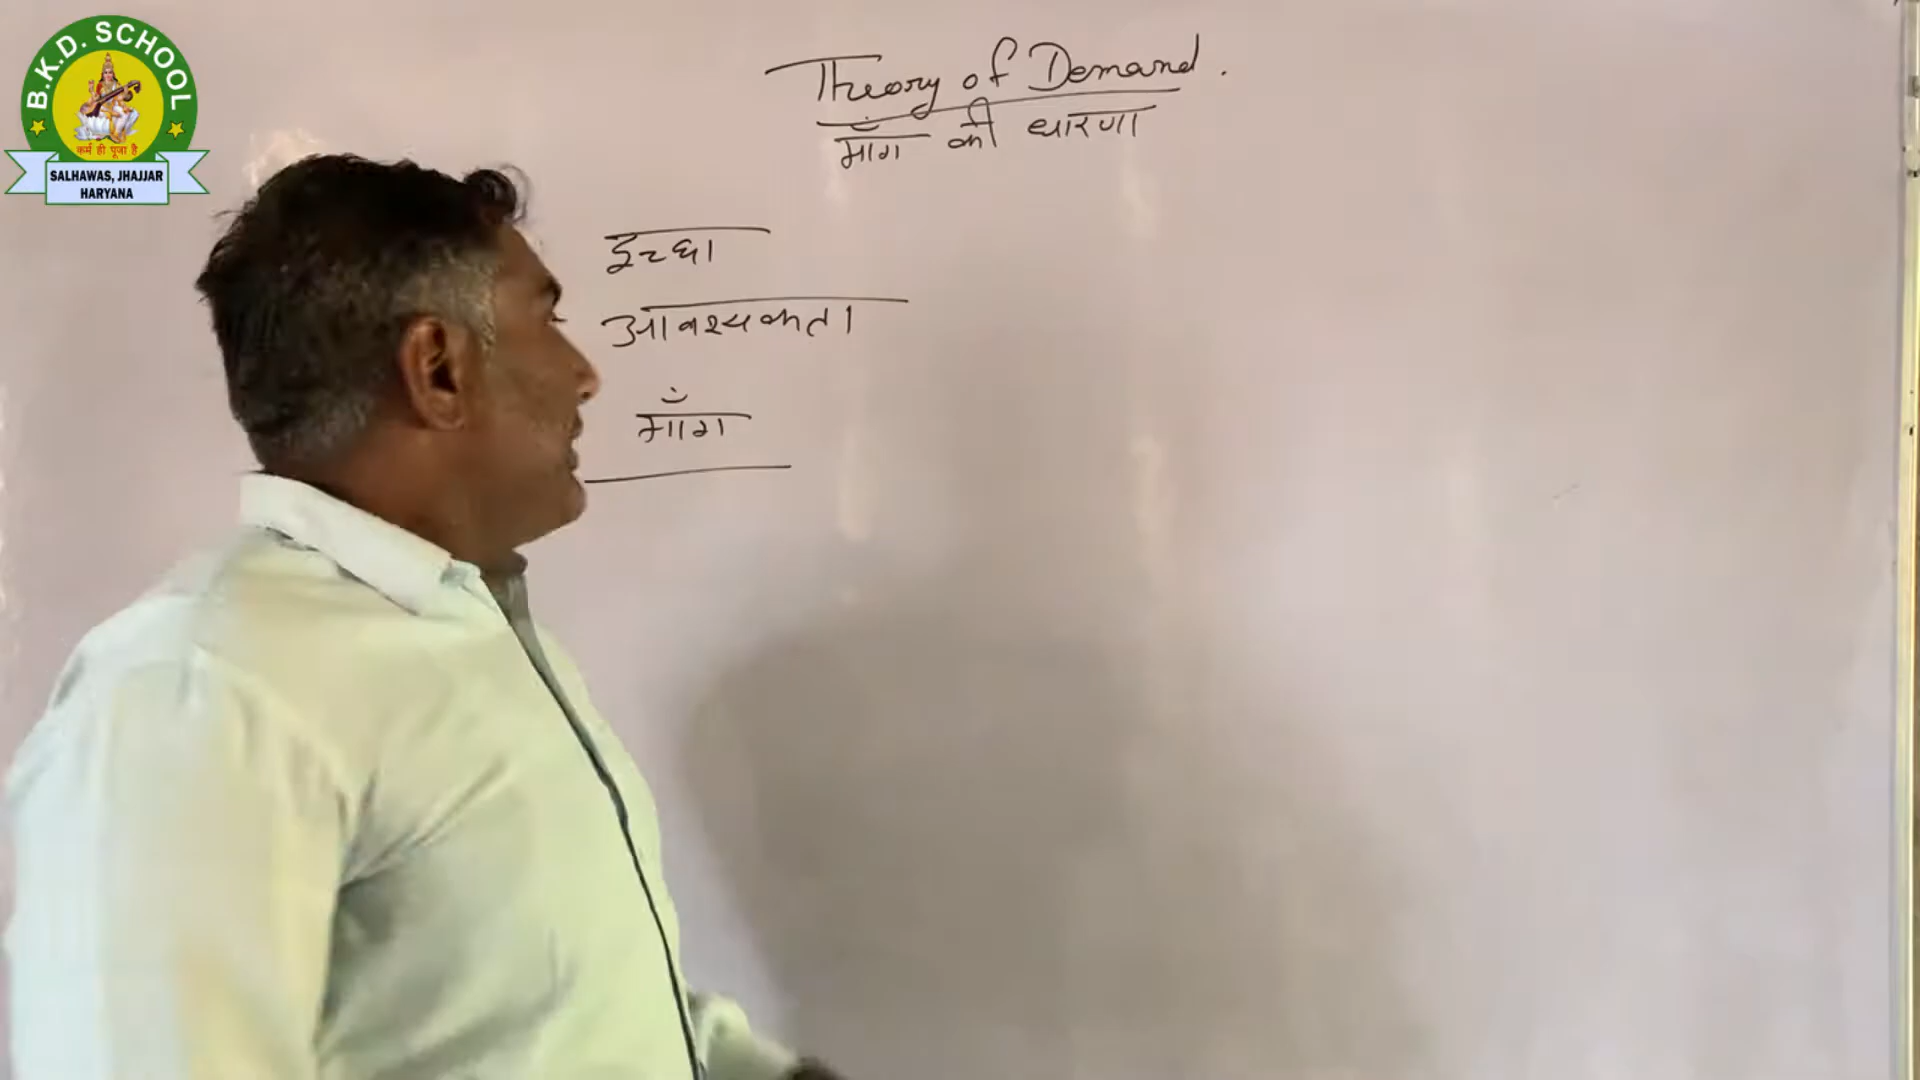 B.K.D. SCHOOL
कर्म ही पूजा है
SALHAWAS, JHAJJAR
HARYANA
Theory of Demand.
माँग की धारणा
इच्छा
आवश्यकता
माँग